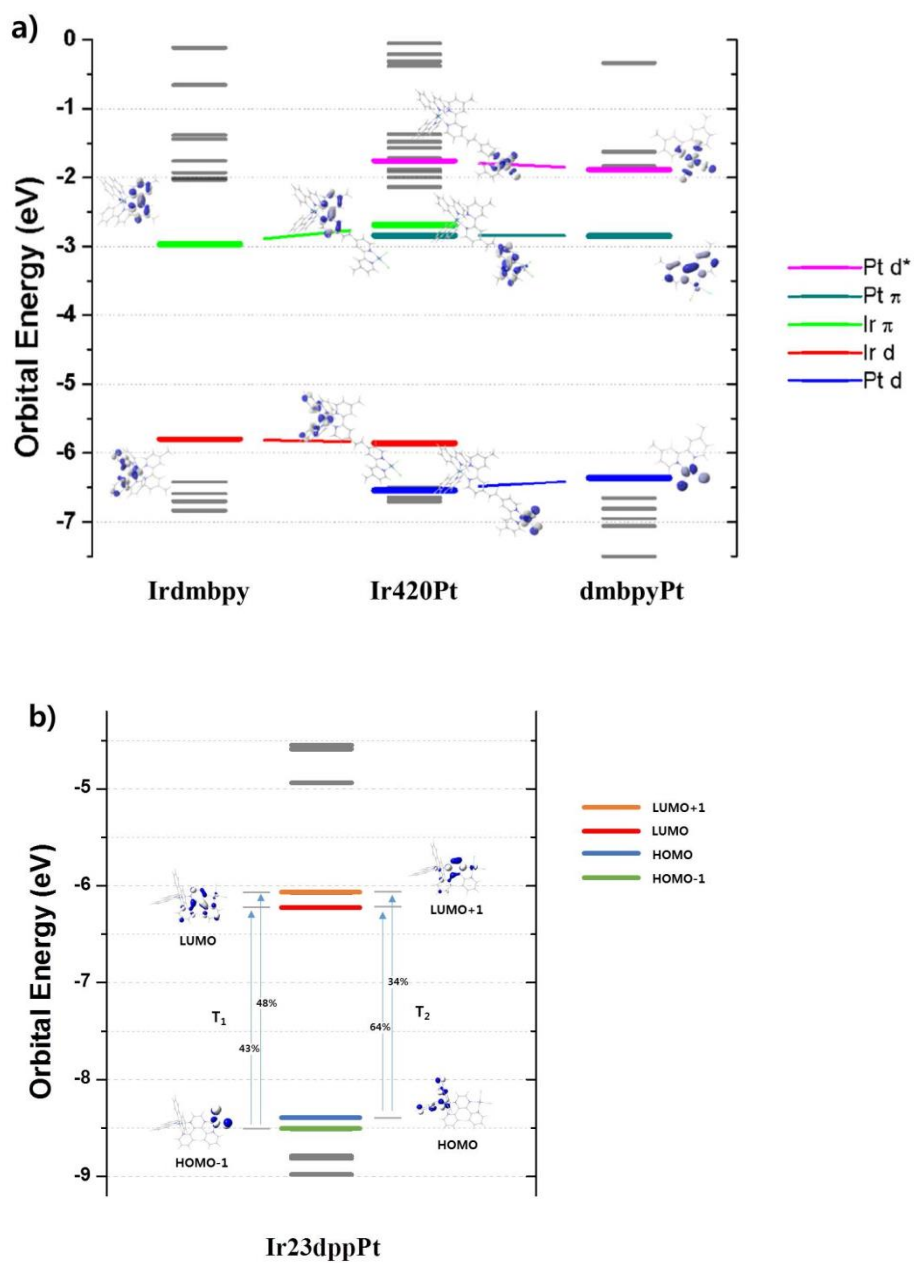 a)
0
-1
-2
-3
-4
-5
-6
-7
Orbital Energy (eV)
Pt d*
Pt π
Ir π
Ir d
Pt d
Irdmbpy
Ir420Pt
dmbpyPt
b)
-5
-6
-7
-8
-9
Orbital Energy (eV)
LUMO+1
LUMO
HOMO
HOMO-1
LUMO
LUMO+1
34%
48%
T1
T2
64%
43%
HOMO-1
HOMO
Ir23dppPt